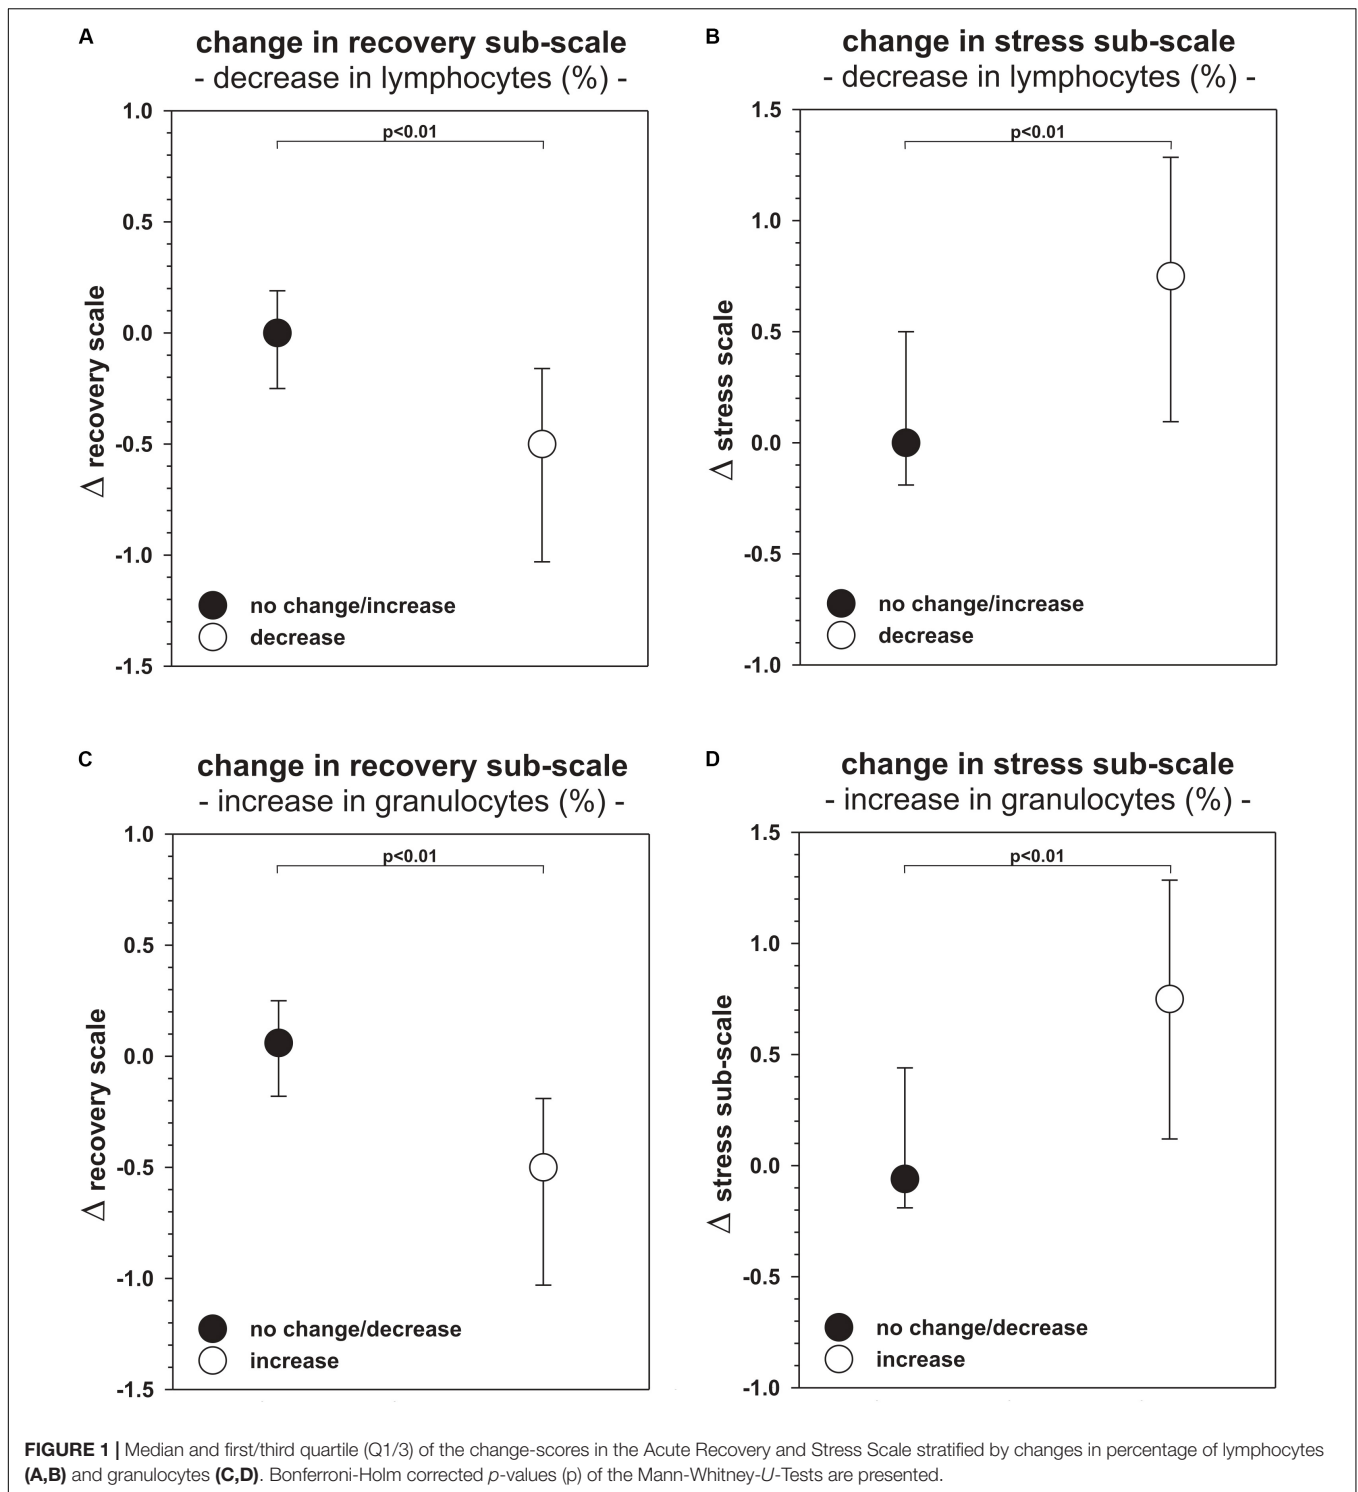 A
change in recovery sub-scale
- decrease in lymphocytes (%) -
1.0
0.5
0.0
-0.5
-1.0
-1.5
Δ recovery scale
p<0.01
no change/increase
decrease
B
change in stress sub-scale
- decrease in lymphocytes (%) -
1.5
1.0
0.5
0.0
-0.5
-1.0
Δ stress scale
p<0.01
no change/increase
decrease
C
change in recovery sub-scale
- increase in granulocytes (%) -
1.0
0.5
0.0
-0.5
-1.0
-1.5
Δ recovery scale
p<0.01
no change/decrease
increase
D
change in stress sub-scale
- increase in granulocytes (%) -
1.5
1.0
0.5
0.0
-0.5
-1.0
Δ stress sub-scale
p<0.01
no change/decrease
increase
FIGURE 1 | Median and first/third quartile (Q1/3) of the change-scores in the Acute Recovery and Stress Scale stratified by changes in percentage of lymphocytes
(A,B) and granulocytes (C,D). Bonferroni-Holm corrected p-values (p) of the Mann-Whitney-U-Tests are presented.